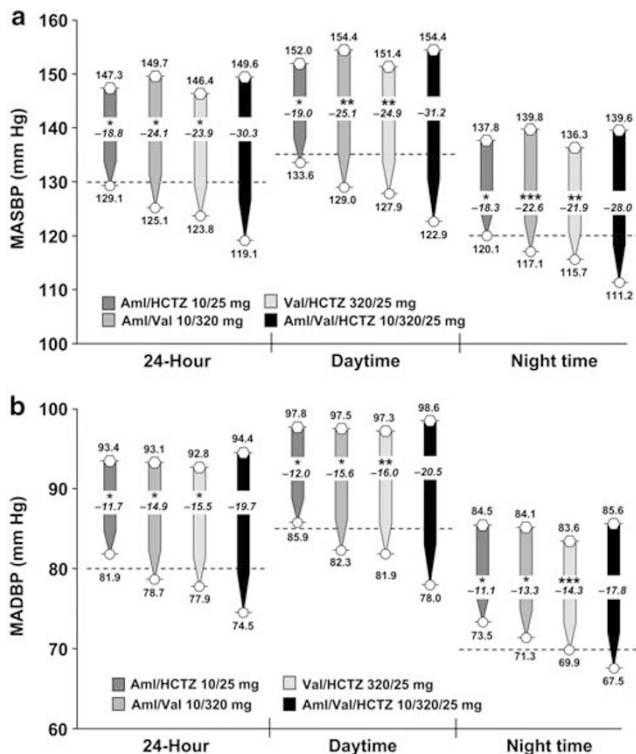 a
MASBP (mm Hg)
160
150
140
130
120
110
100
147.3 149.7 146.4 149.6
* * *
–18.8 –24.1 –23.9 –30.3
129.1 125.1 123.8 119.1
152.0 154.4 151.4 154.4
* ** **
–19.0 –25.1 –24.9 –31.2
133.6 129.0 127.9 122.9
137.8 139.8 136.3 139.6
* *** **
–18.3 –22.6 –21.9 –28.0
120.1 117.1 115.7 111.2
Aml/HCTZ 10/25 mg Val/HCTZ 320/25 mg
Aml/Val 10/320 mg Aml/Val/HCTZ 10/320/25 mg
24-Hour Daytime Night time
b
MADBP (mm Hg)
100
90
80
70
60
93.4 93.1 92.8 94.4
* * *
–11.7 –14.9 –15.5 –19.7
81.9 78.7 77.9 74.5
97.8 97.5 97.3 98.6
* * **
–12.0 –15.6 –16.0 –20.5
85.9 82.3 81.9 78.0
84.5 84.1 83.6 85.6
* * ***
–11.1 –13.3 –14.3 –17.8
73.5 71.3 69.9 67.5
Aml/HCTZ 10/25 mg Val/HCTZ 320/25 mg
Aml/Val 10/320 mg Aml/Val/HCTZ 10/320/25 mg
24-Hour Daytime Night time